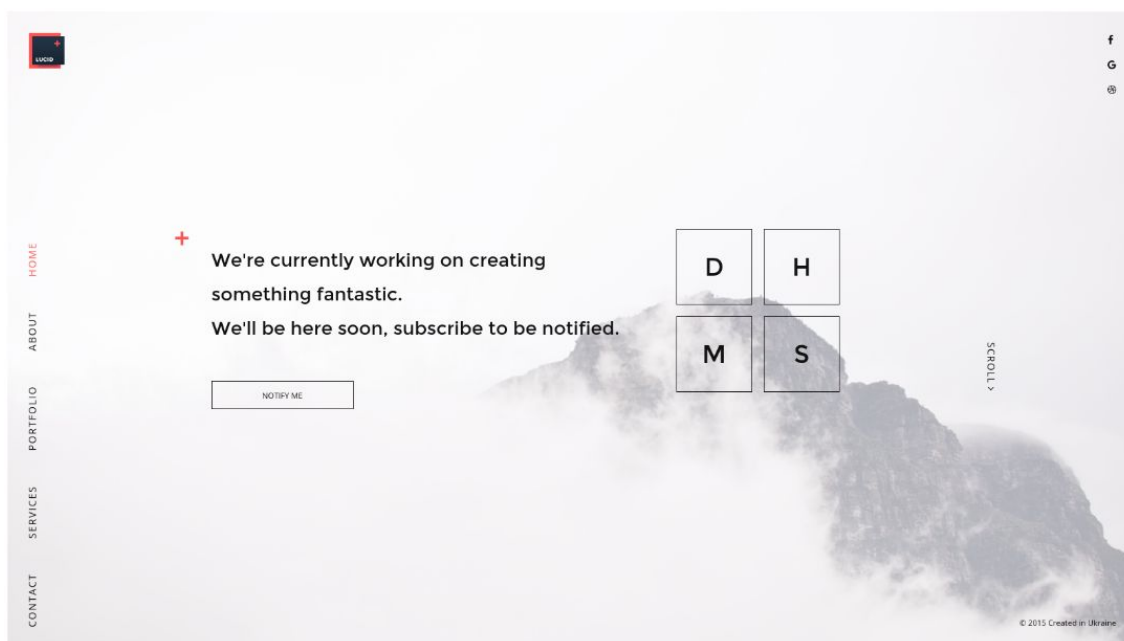 LUCID
HOME
ABOUT
PORTFOLIO
SERVICES
CONTACT
We're currently working on creating
something fantastic.
We'll be here soon, subscribe to be notified.
NOTIFY ME
D H
M S
SCROLL >
f
G
© 2015 Created in Ukraine